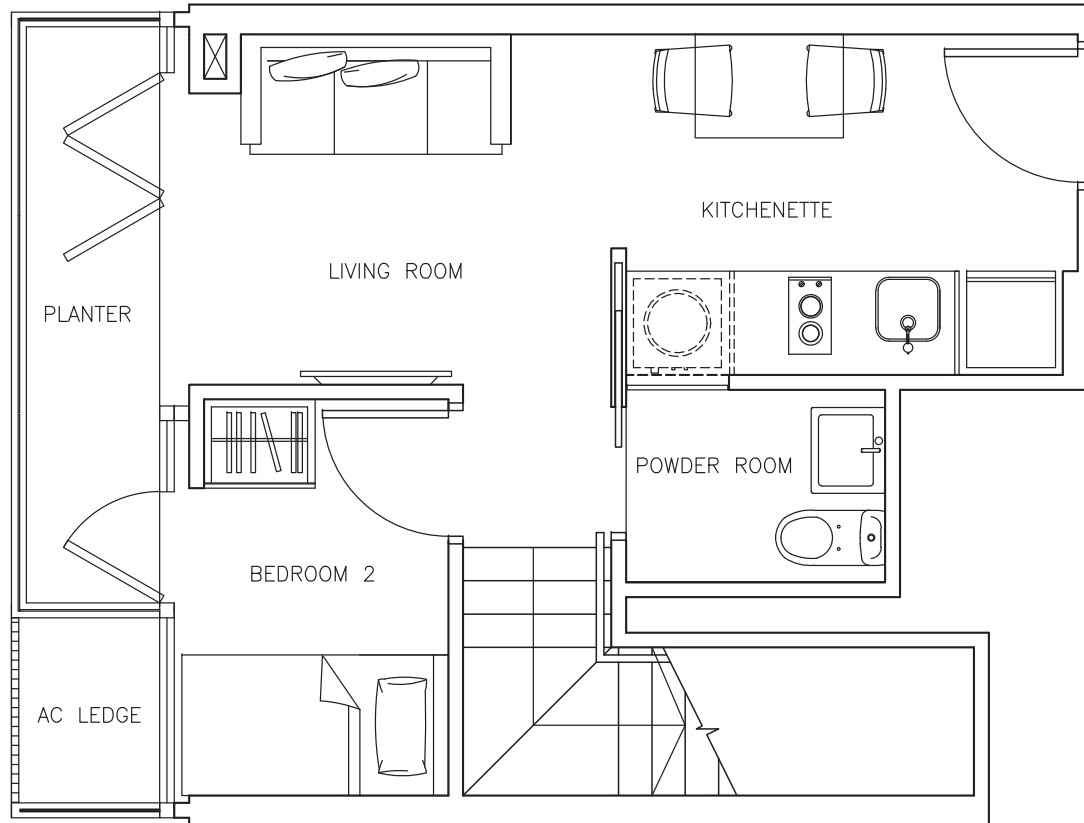 KITCHENETTE
LIVING ROOM
PLANTER
POWDER ROOM
BEDROOM 2
AC LEDGE